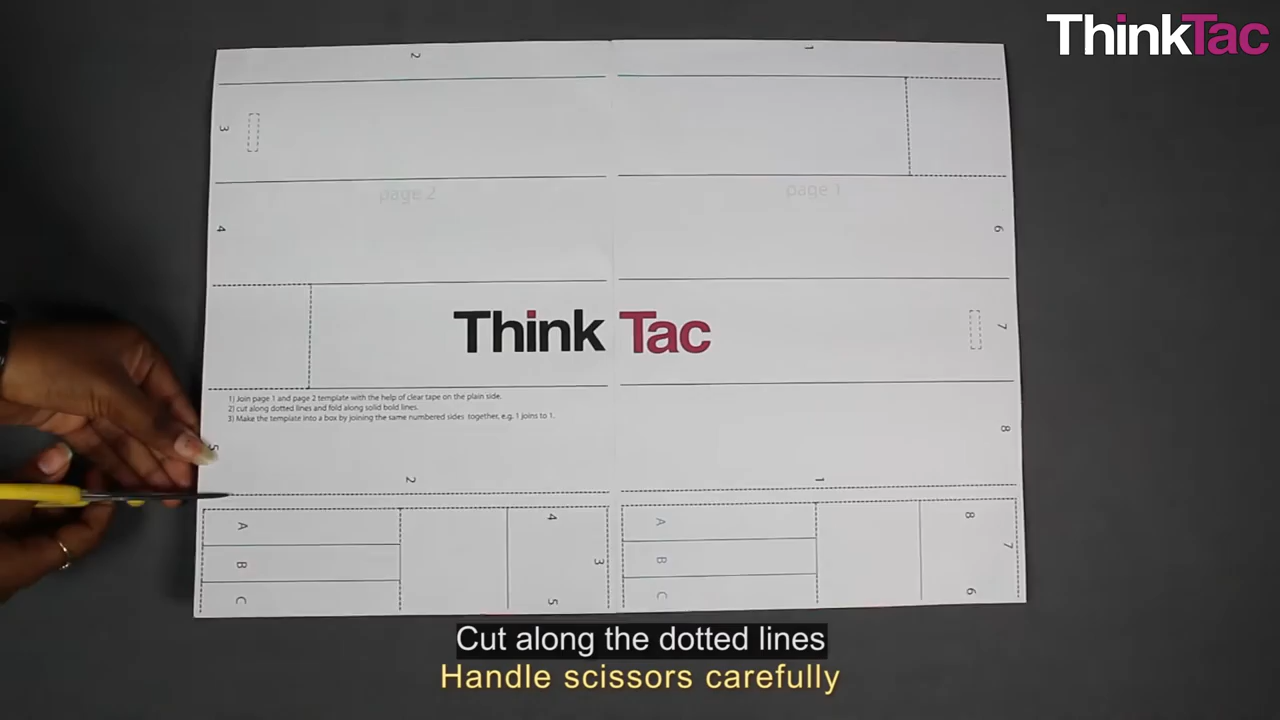 ThinkTac
2 1
3
page 2 page 1
4 6
Think Tac
7
1) Join page 1 and page 2 template with the help of clear tape on the plain side.
2) cut along dotted lines and fold along solid bold lines.
3) Make the template into a box by joining the same numbered sides together, e.g. 1 joins to 1.
5 8
2 1
A 4 A 8
B 3 B 7
C 5 C 6
Cut along the dotted lines
Handle scissors carefully